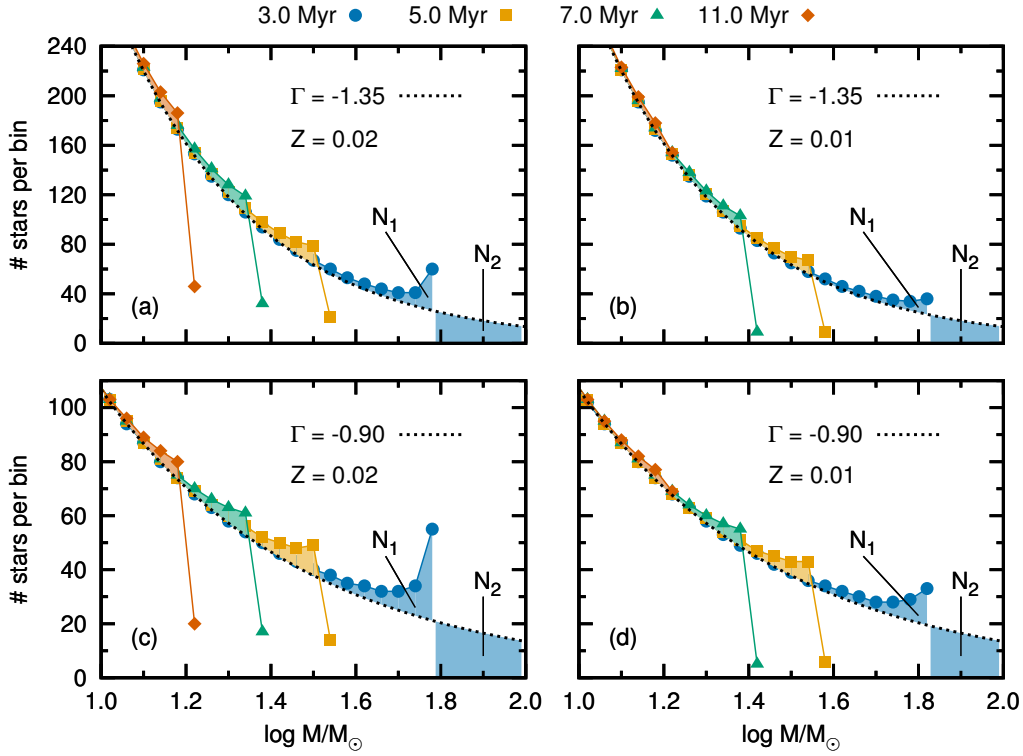 3.0 Myr 5.0 Myr 7.0 Myr 11.0 Myr
240
200
160
120
80
40
0
# stars per bin
Γ = -1.35
Z = 0.02
N1
N2
(a)
Γ = -1.35
Z = 0.01
N1
N2
(b)
100
80
60
40
20
0
# stars per bin
Γ = -0.90
Z = 0.02
N1
N2
(c)
Γ = -0.90
Z = 0.01
N1
N2
(d)
1.0 1.2 1.4 1.6 1.8 2.0
log M/M☉
1.0 1.2 1.4 1.6 1.8 2.0
log M/M☉